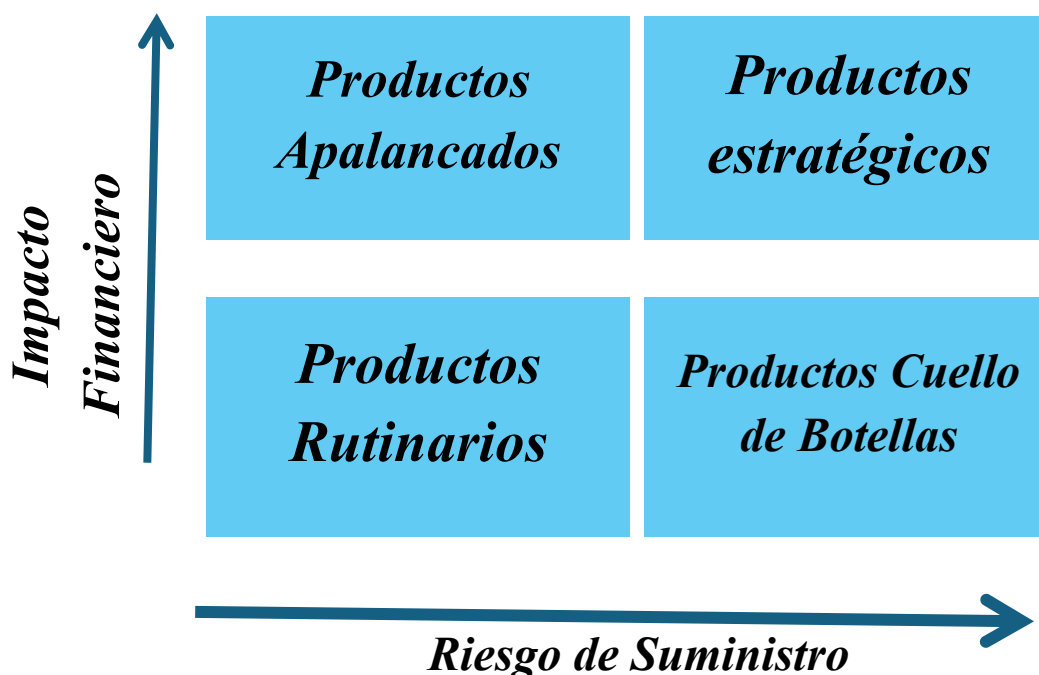 Impacto
Financiero
Productos
Apalancados
Productos
estratégicos
Productos
Rutinarios
Productos Cuello
de Botellas
Riesgo de Suministro